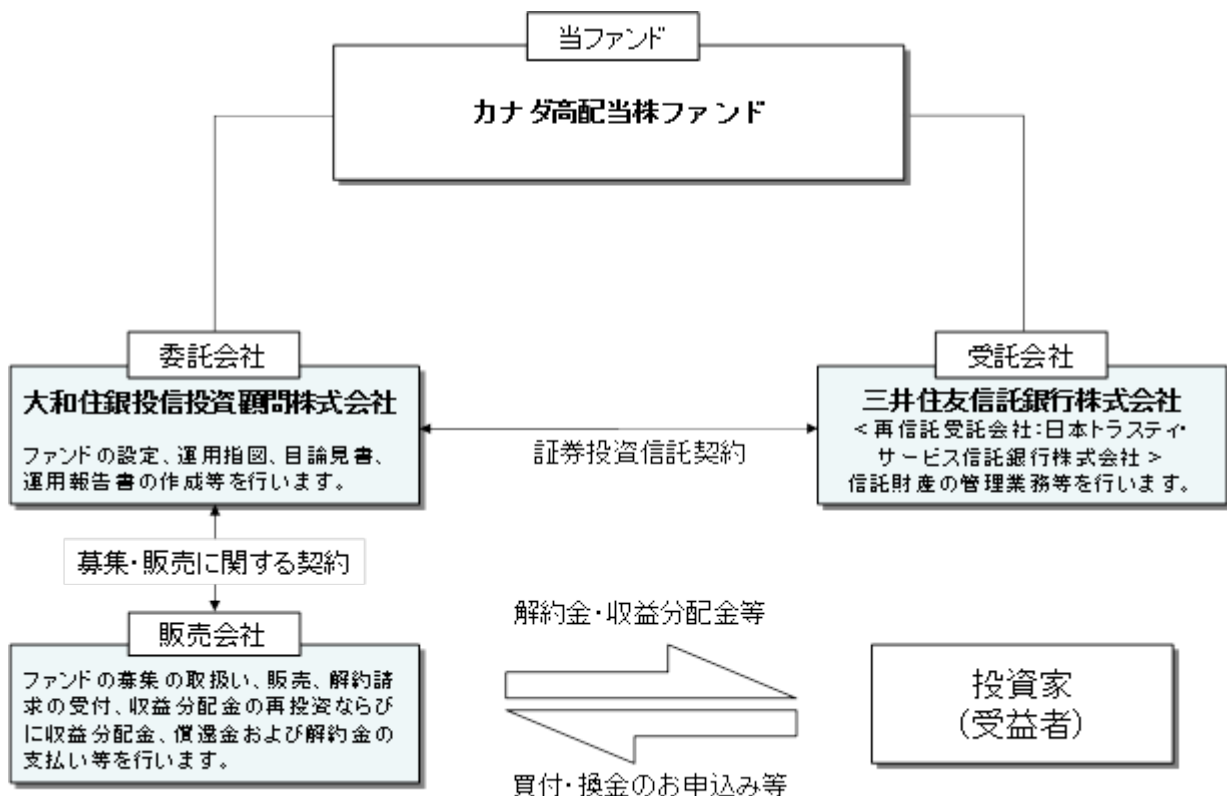 当ファンド
カナダ高配当株ファンド
委託会社
大和住銀投信投資顧問株式会社
ファンドの設定、運用指図、目論見書、
運用報告書の作成等を行います。
証券投資信託契約
受託会社
三井住友信託銀行株式会社
<再信託受託会社:日本トラスティ・
サービス信託銀行株式会社>
信託財産の管理業務等を行います。
募集・販売に関する契約
販売会社
ファンドの募集の取扱い、販売、解約請
求の受付、収益分配金の再投資ならび
に収益分配金、償還金および解約金の
支払い等を行います。
解約金・収益分配金等
買付・換金のお申込み等
投資家
(受益者)